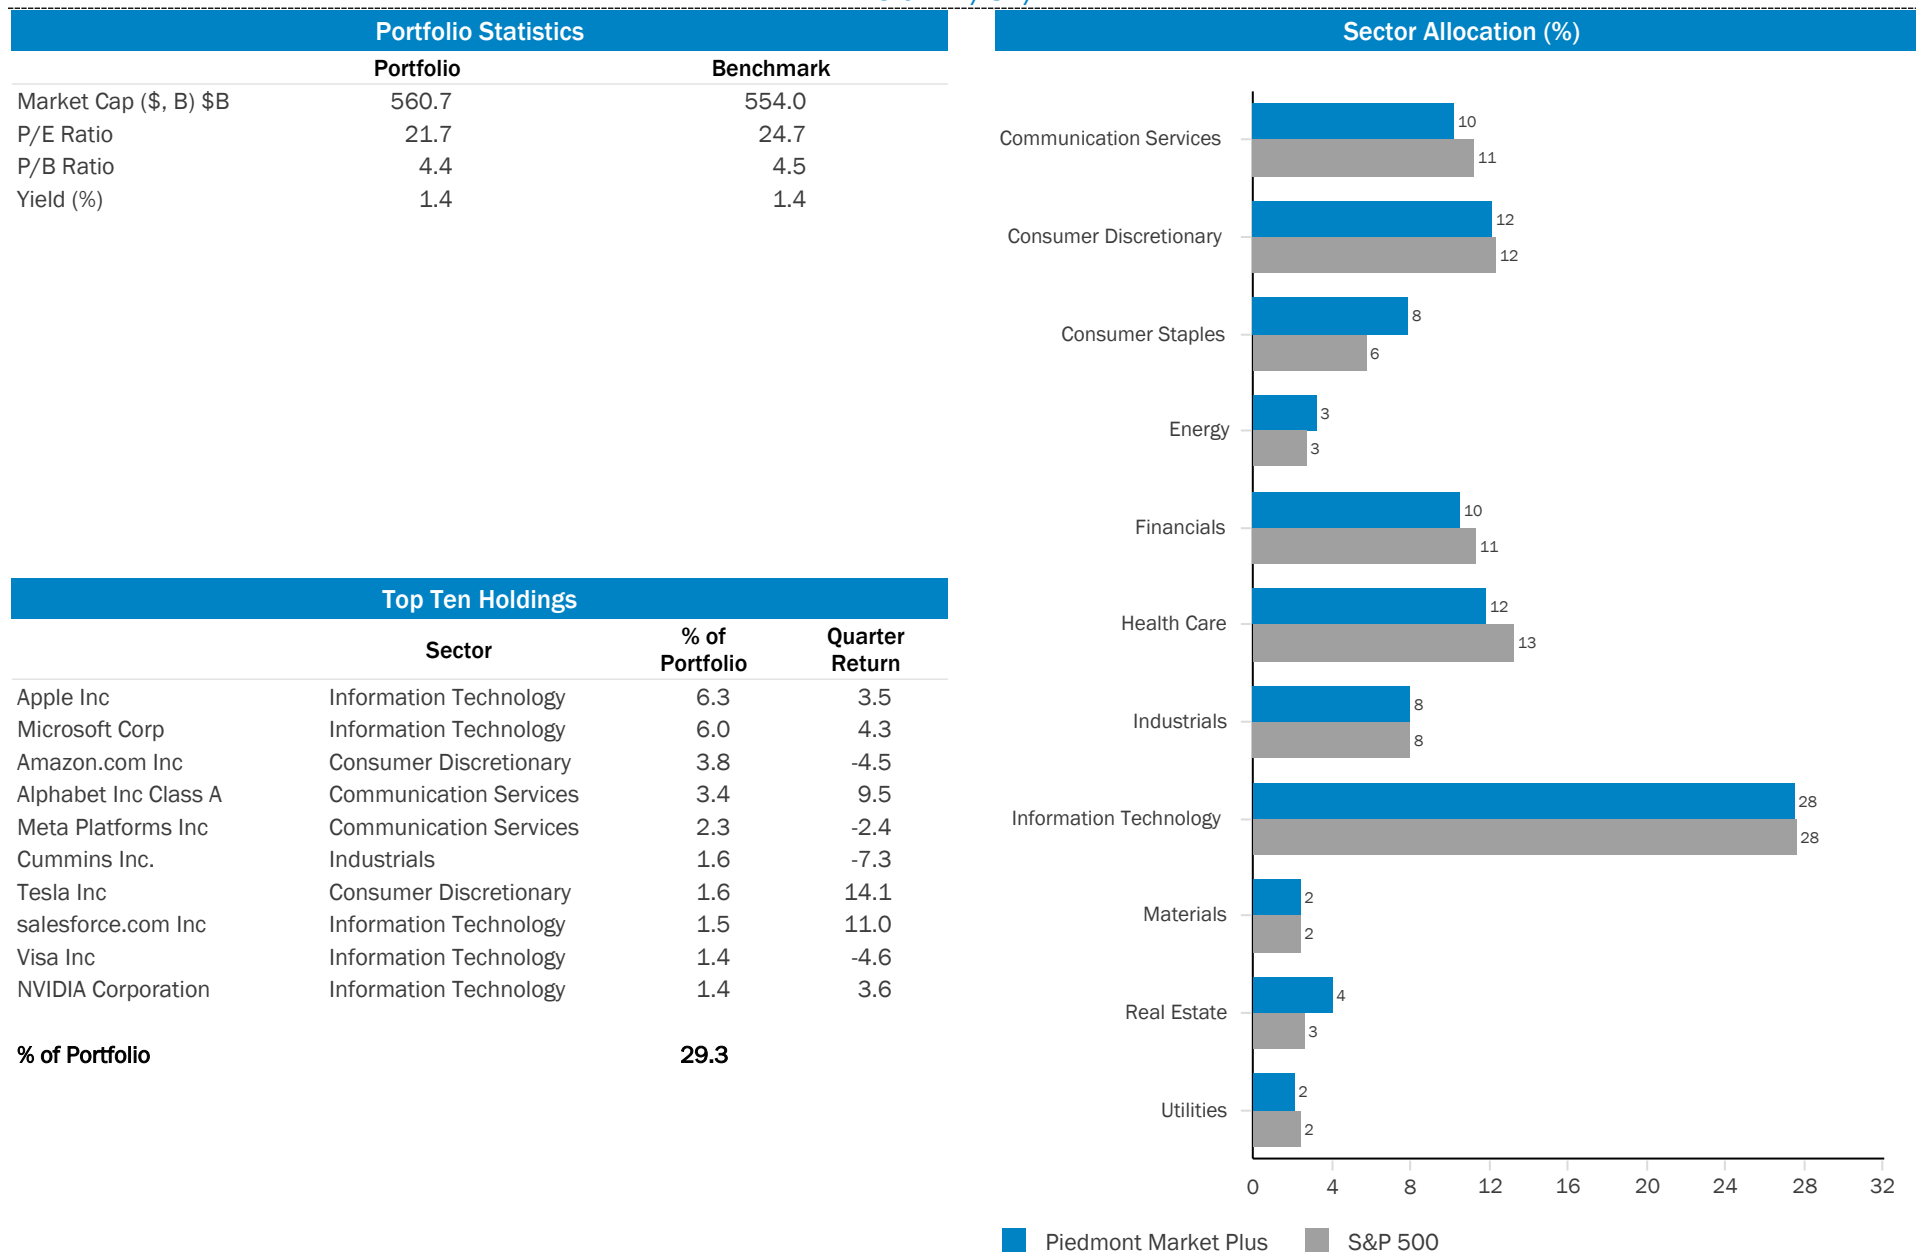 Portfolio Statistics
Portfolio Benchmark
Market Cap ($, B) $B 560.7 554.0
P/E Ratio 21.7 24.7
P/B Ratio 4.4 4.5
Yield (%) 1.4 1.4
Top Ten Holdings
Sector % of Portfolio Quarter Return
Apple Inc Information Technology 6.3 3.5
Microsoft Corp Information Technology 6.0 4.3
Amazon.com Inc Consumer Discretionary 3.8 -4.5
Alphabet Inc Class A Communication Services 3.4 9.5
Meta Platforms Inc Communication Services 2.3 -2.4
Cummins Inc. Industrials 1.6 -7.3
Tesla Inc Consumer Discretionary 1.6 14.1
salesforce.com Inc Information Technology 1.5 11.0
Visa Inc Information Technology 1.4 -4.6
NVIDIA Corporation Information Technology 1.4 3.6
% of Portfolio 29.3
Sector Allocation (%)
Communication Services 10
11
Consumer Discretionary 12
12
Consumer Staples 8
6
Energy 3
3
Financials 10
11
Health Care 12
13
Industrials 8
8
Information Technology 28
28
Materials 2
2
Real Estate 4
3
Utilities 2
2
0 4 8 12 16 20 24 28 32
Piedmont Market Plus S&P 500